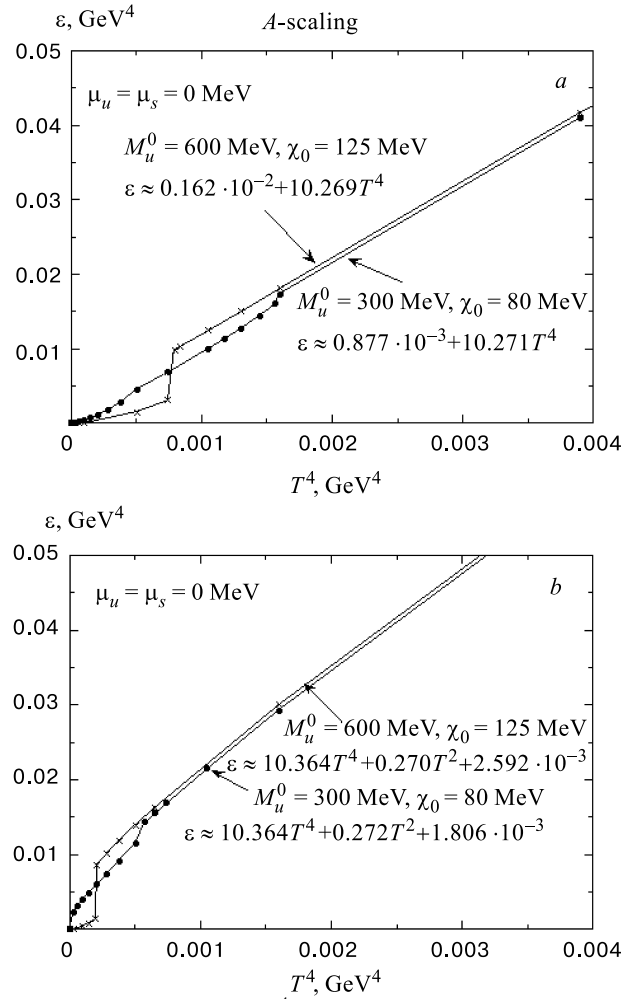 ε, GeV⁴
A-scaling
a
0.05
μᵤ = μₛ = 0 MeV
Mᵤ⁰ = 600 MeV, χ₀ = 125 MeV
0.04
ε ≈ 0.162 · 10⁻² + 10.269T⁴
0.03
0.02
Mᵤ⁰ = 300 MeV, χ₀ = 80 MeV
0.01
ε ≈ 0.877 · 10⁻³ + 10.271T⁴
0 0.001 0.002 0.003 0.004
T⁴, GeV⁴
ε, GeV⁴
0.05
μᵤ = μₛ = 0 MeV
b
0.04
0.03
Mᵤ⁰ = 600 MeV, χ₀ = 125 MeV
ε ≈ 10.364T⁴ + 0.270T² + 2.592 · 10⁻³
0.02
Mᵤ⁰ = 300 MeV, χ₀ = 80 MeV
ε ≈ 10.364T⁴ + 0.272T² + 1.806 · 10⁻³
0.01
0 0.001 0.002 0.003 0.004
T⁴, GeV⁴